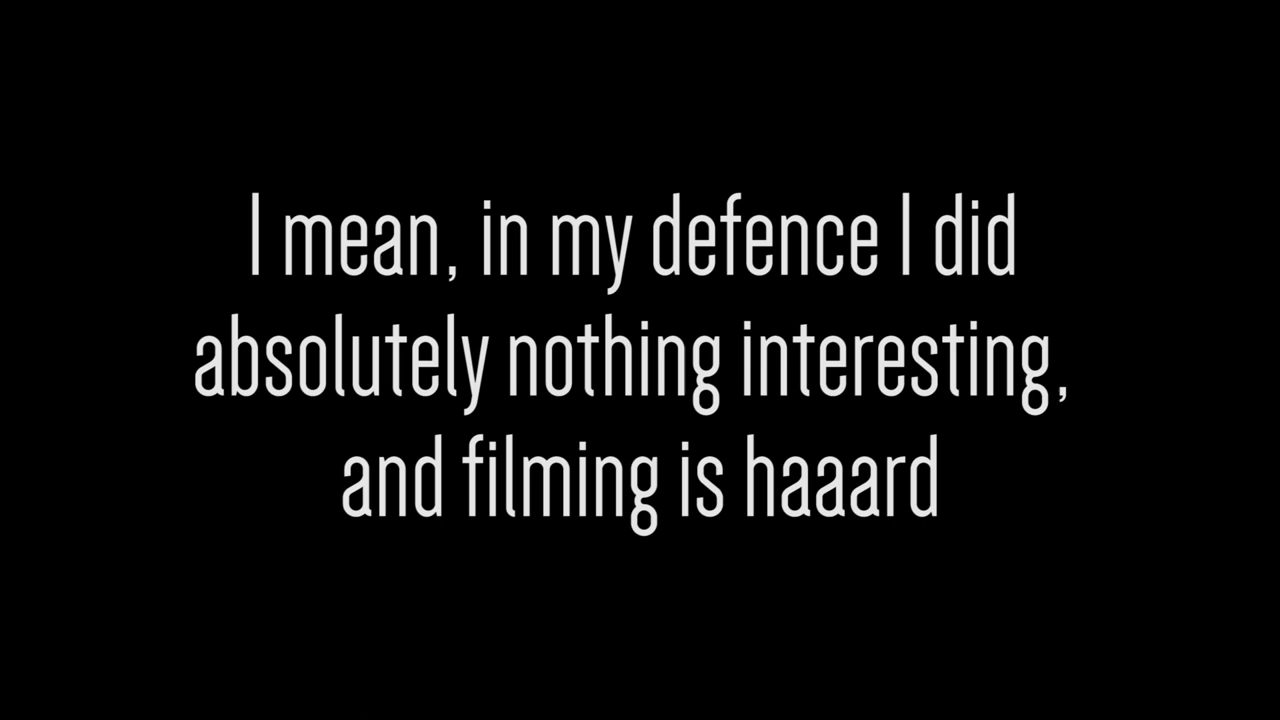 I mean, in my defence I did
absolutely nothing interesting,
and filming is haaard